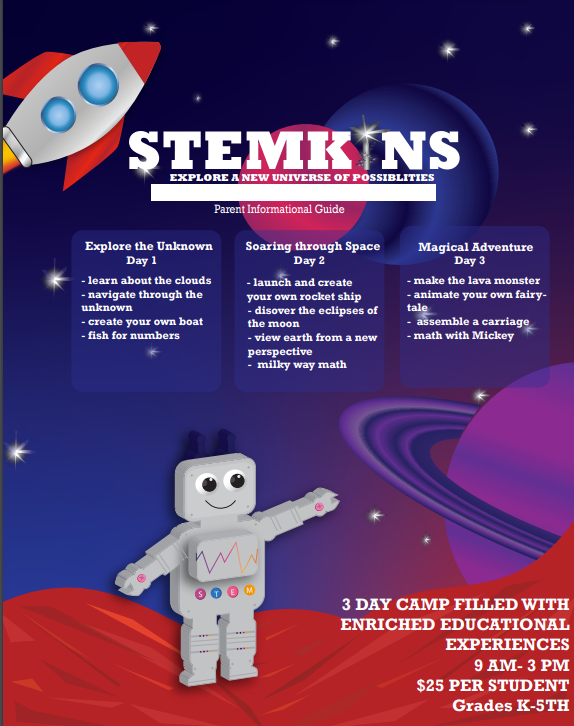 STEMKINS
EXPLORE A NEW UNIVERSE OF POSSIBLITIES
Parent Informational Guide
Explore the Unknown
Day 1
- learn about the clouds
- navigate through the
unknown
- create your own boat
- fish for numbers
Soaring through Space
Day 2
- launch and create
your own rocket ship
- disover the eclipses of
the moon
- view earth from a new
perspective
- milky way math
Magical Adventure
Day 3
- make the lava monster
- animate your own fairy-
tale
- assemble a carriage
- math with Mickey
S T E M
3 DAY CAMP FILLED WITH
ENRICHED EDUCATIONAL
EXPERIENCES
9 AM- 3 PM
$25 PER STUDENT
Grades K-5TH